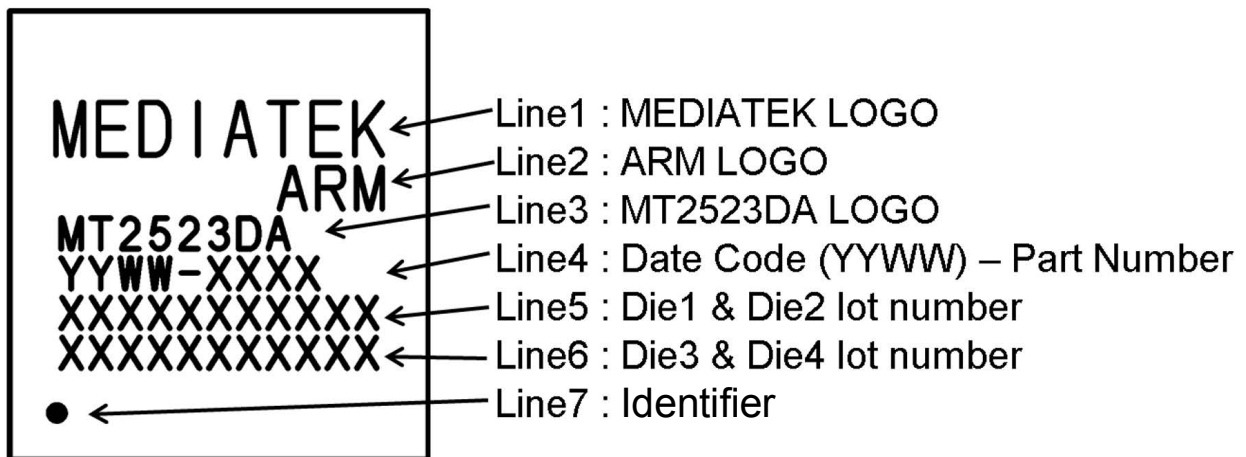 MEDIATEK
ARM
MT2523DA
YYWW-XXXX
XXXXXXXXXXX
XXXXXXXXXXX
Line1 : MEDIATEK LOGO
Line2 : ARM LOGO
Line3 : MT2523DA LOGO
Line4 : Date Code (YYWW) – Part Number
Line5 : Die1 & Die2 lot number
Line6 : Die3 & Die4 lot number
Line7 : Identifier